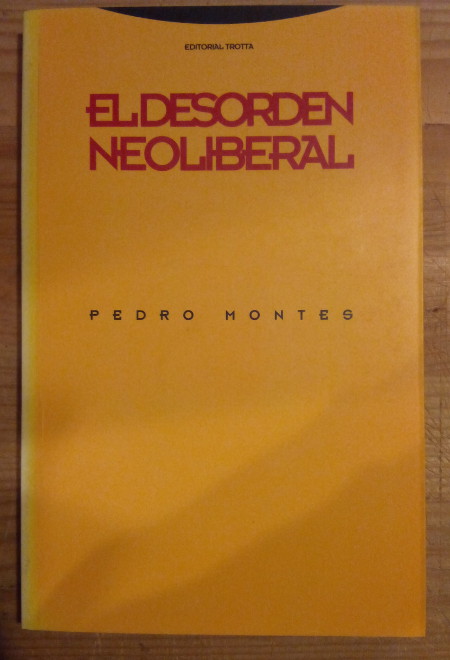 EDITORIAL TROTTA
EL DESORDEN
NEOLIBERAL
PEDRO MONTES